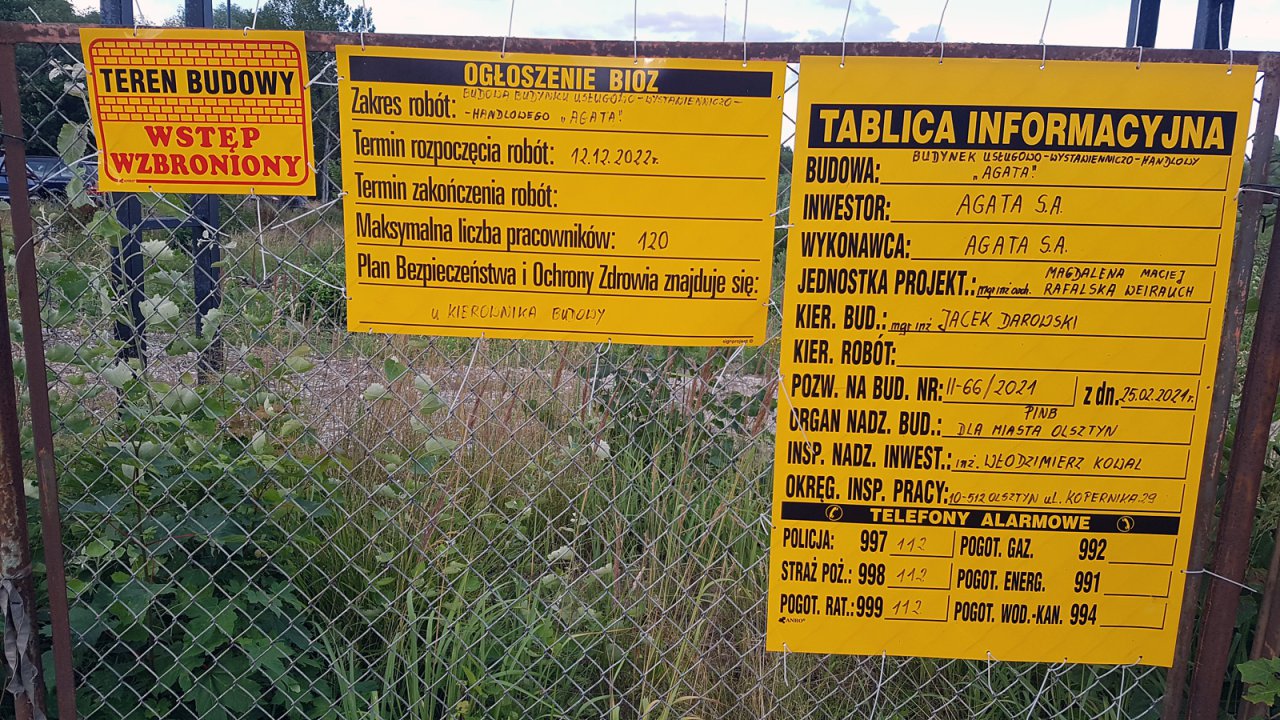 TEREN BUDOWY
WSTĘP
WZBRONIONY
OGŁOSZENIE BIOZ
Zakres robót: BUDOWA BUDYNKU USŁUGOWO-WYSTAWIENNICZO-
-HANDLOWEGO „AGATA".
Termin rozpoczęcia robót: 12.12.2022r.
Termin zakończenia robót:
Maksymalna liczba pracowników: 120
Plan Bezpieczeństwa i Ochrony Zdrowia znajduje się:
U KIEROWNIKA BUDOWY
signprojekt
TABLICA INFORMACYJNA
BUDOWA: BUDYNEK USŁUGOWO-WYSTAWIENNICZO-HANDLOWY
„AGATA".
INWESTOR: AGATA S.A.
WYKONAWCA: AGATA S.A.
JEDNOSTKA PROJEKT.: mgr inż. arch. MAGDALENA MACIEJ
RAFALSKA WEIRAUCH
KIER. BUD.: mgr inż JACEK DAROWSKI
KIER. ROBÓT:
POZW. NA BUD. NR: II-66/2021 z dn. 25.02.2021r.
ORGAN NADZ. BUD.: PINB
DLA MIASTA OLSZTYN
INSP. NADZ. INWEST.: inż. WŁODZIMIERZ KOWAL
OKRĘG. INSP. PRACY: 10-512 OLSZTYN ul. KOPERNIKA 29
TELEFONY ALARMOWE
POLICJA: 997 112 POGOT. GAZ. 992
STRAŻ POŻ.: 998 112 POGOT. ENERG. 991
POGOT. RAT.: 999 112 POGOT. WOD.-KAN. 994
ANRO